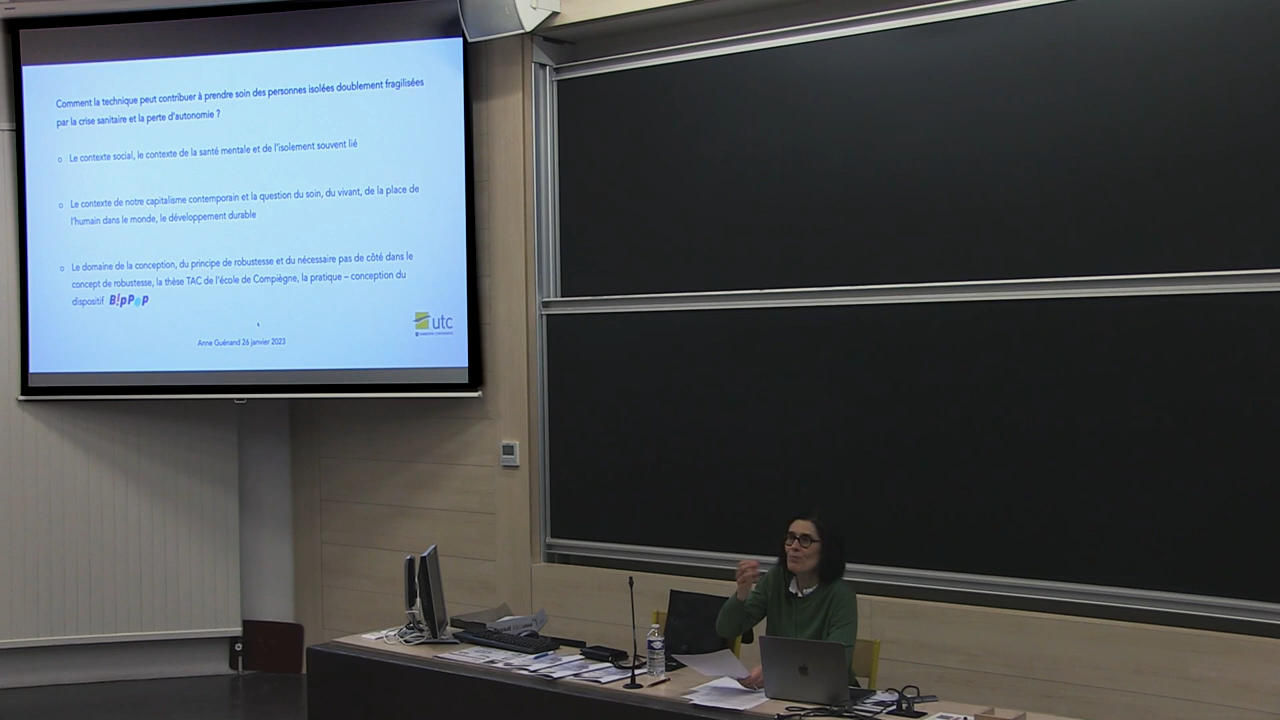 Comment la technique peut contribuer à prendre soin des personnes isolées doublement fragilisées
par la crise sanitaire et la perte d'autonomie ?
o Le contexte social, le contexte de la santé mentale et de l'isolement souvent lié
o Le contexte de notre capitalisme contemporain et la question du soin, du vivant, de la place de
l'humain dans le monde, le développement durable
o Le domaine de la conception, du principe de robustesse et du nécessaire pas de côté dans le
concept de robustesse, la thèse TAC de l'école de Compiègne, la pratique – conception du
dispositif B!pP@p
utc
Anne Guénand 26 janvier 2023